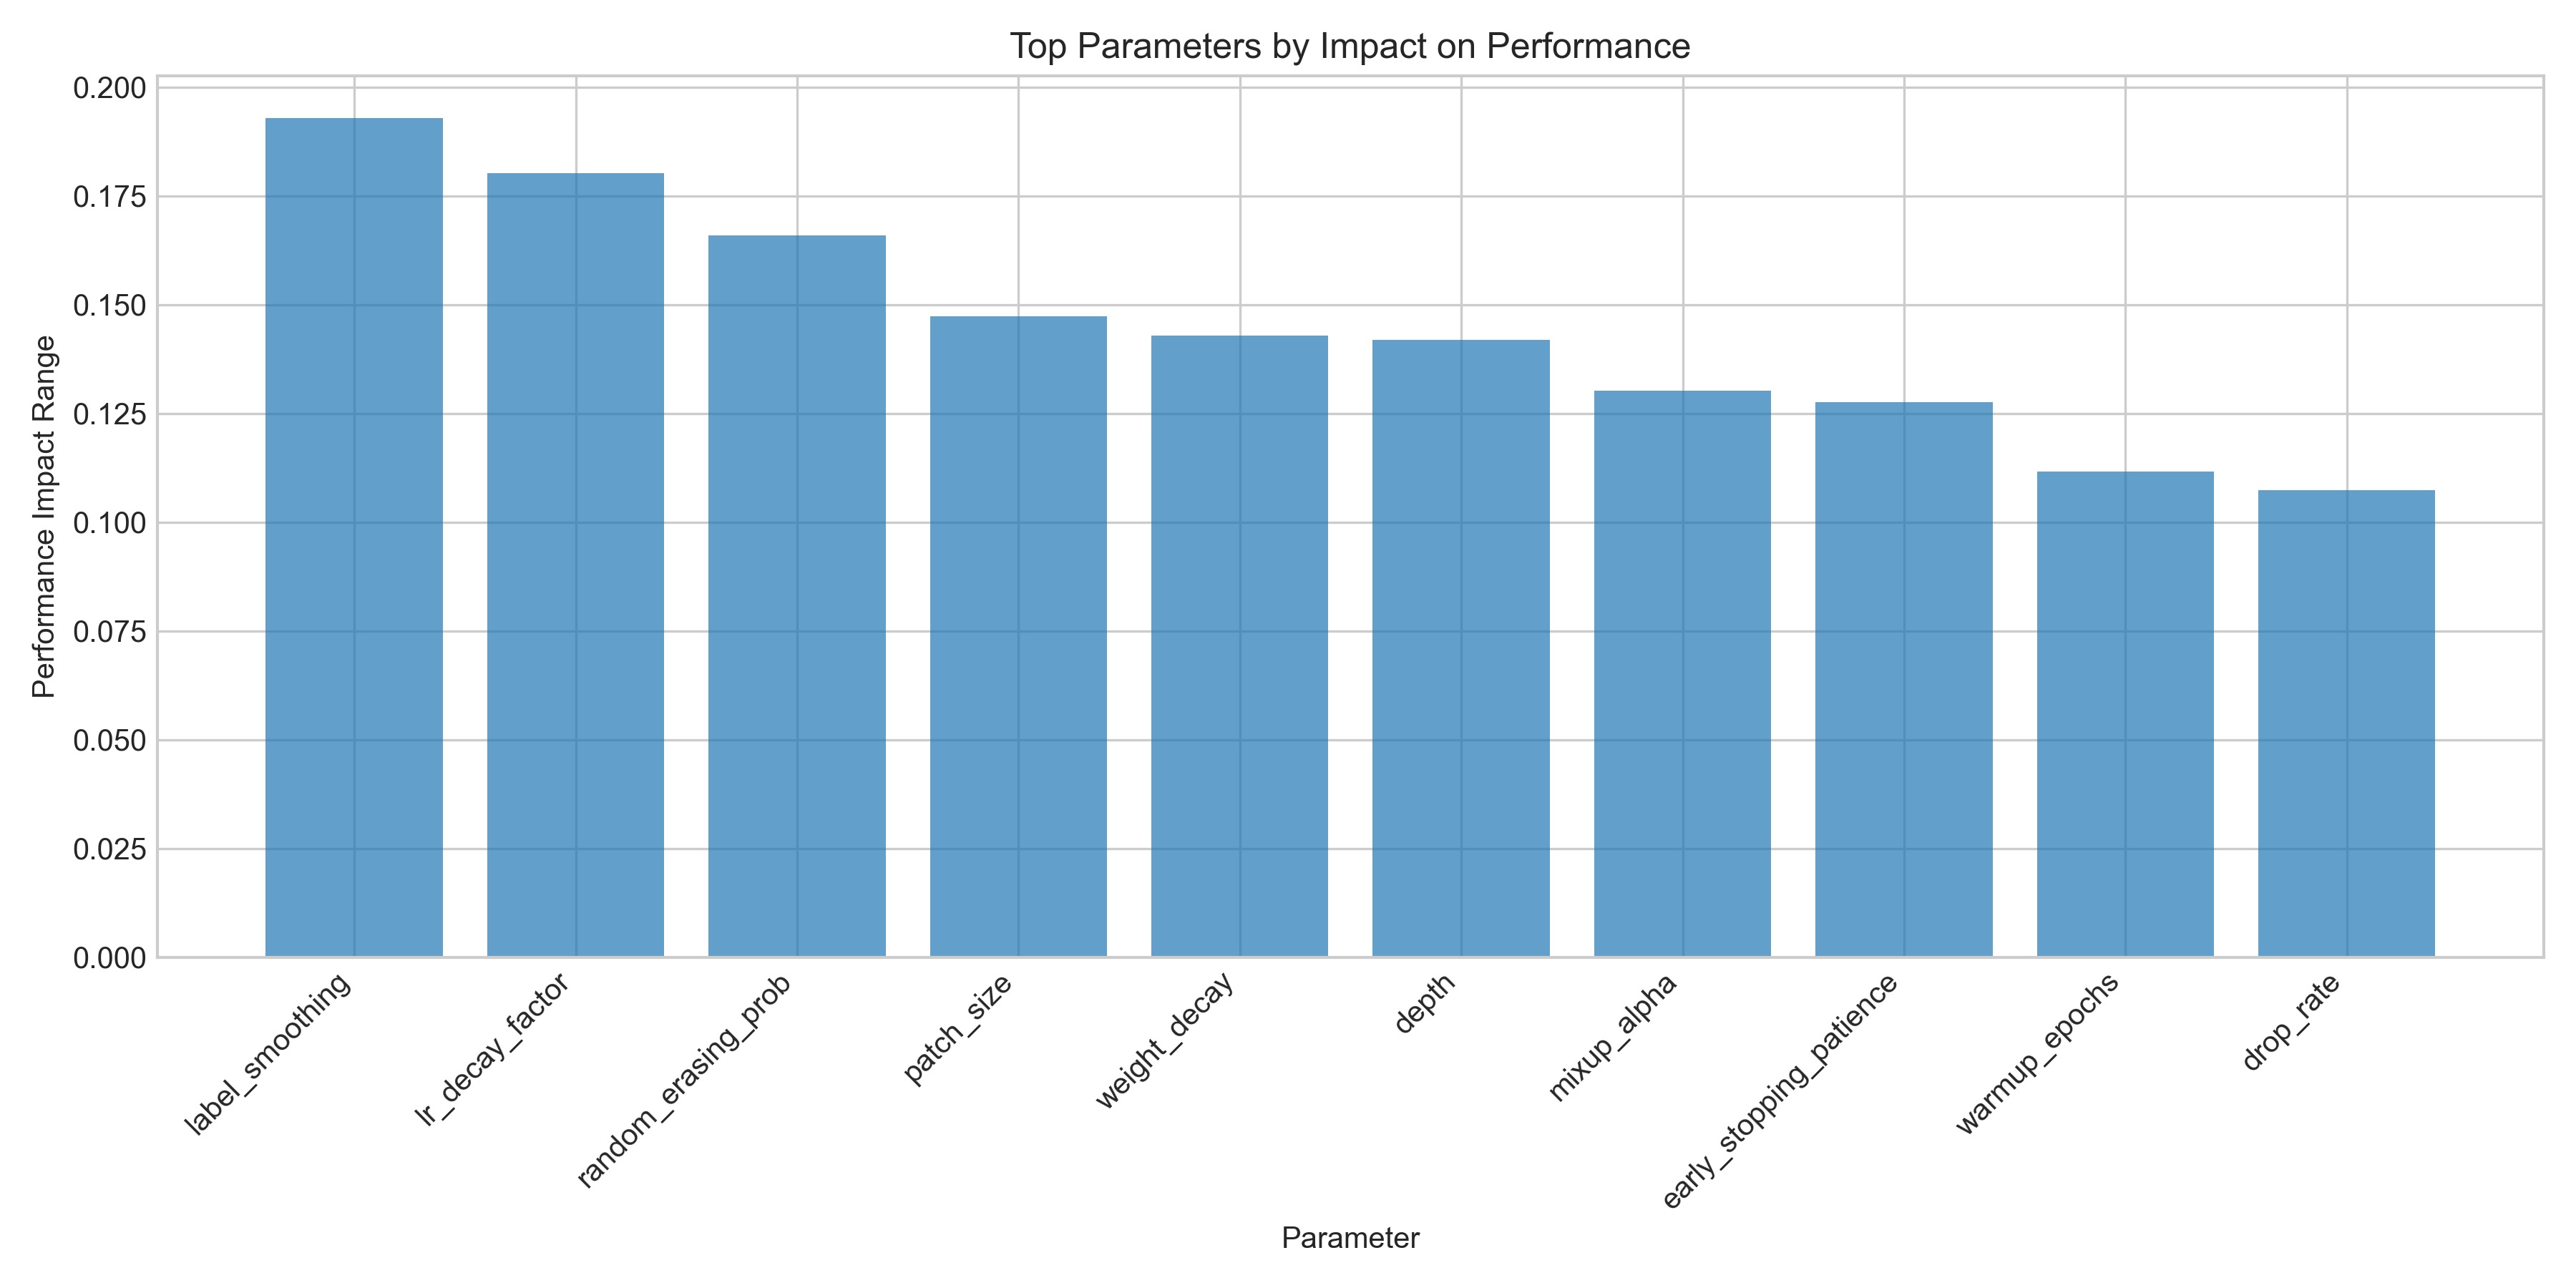 Top Parameters by Impact on Performance
Performance Impact Range
0.200
0.175
0.150
0.125
0.100
0.075
0.050
0.025
0.000
label_smoothing
lr_decay_factor
random_erasing_prob
patch_size
weight_decay
depth
mixup_alpha
early_stopping_patience
warmup_epochs
drop_rate
Parameter